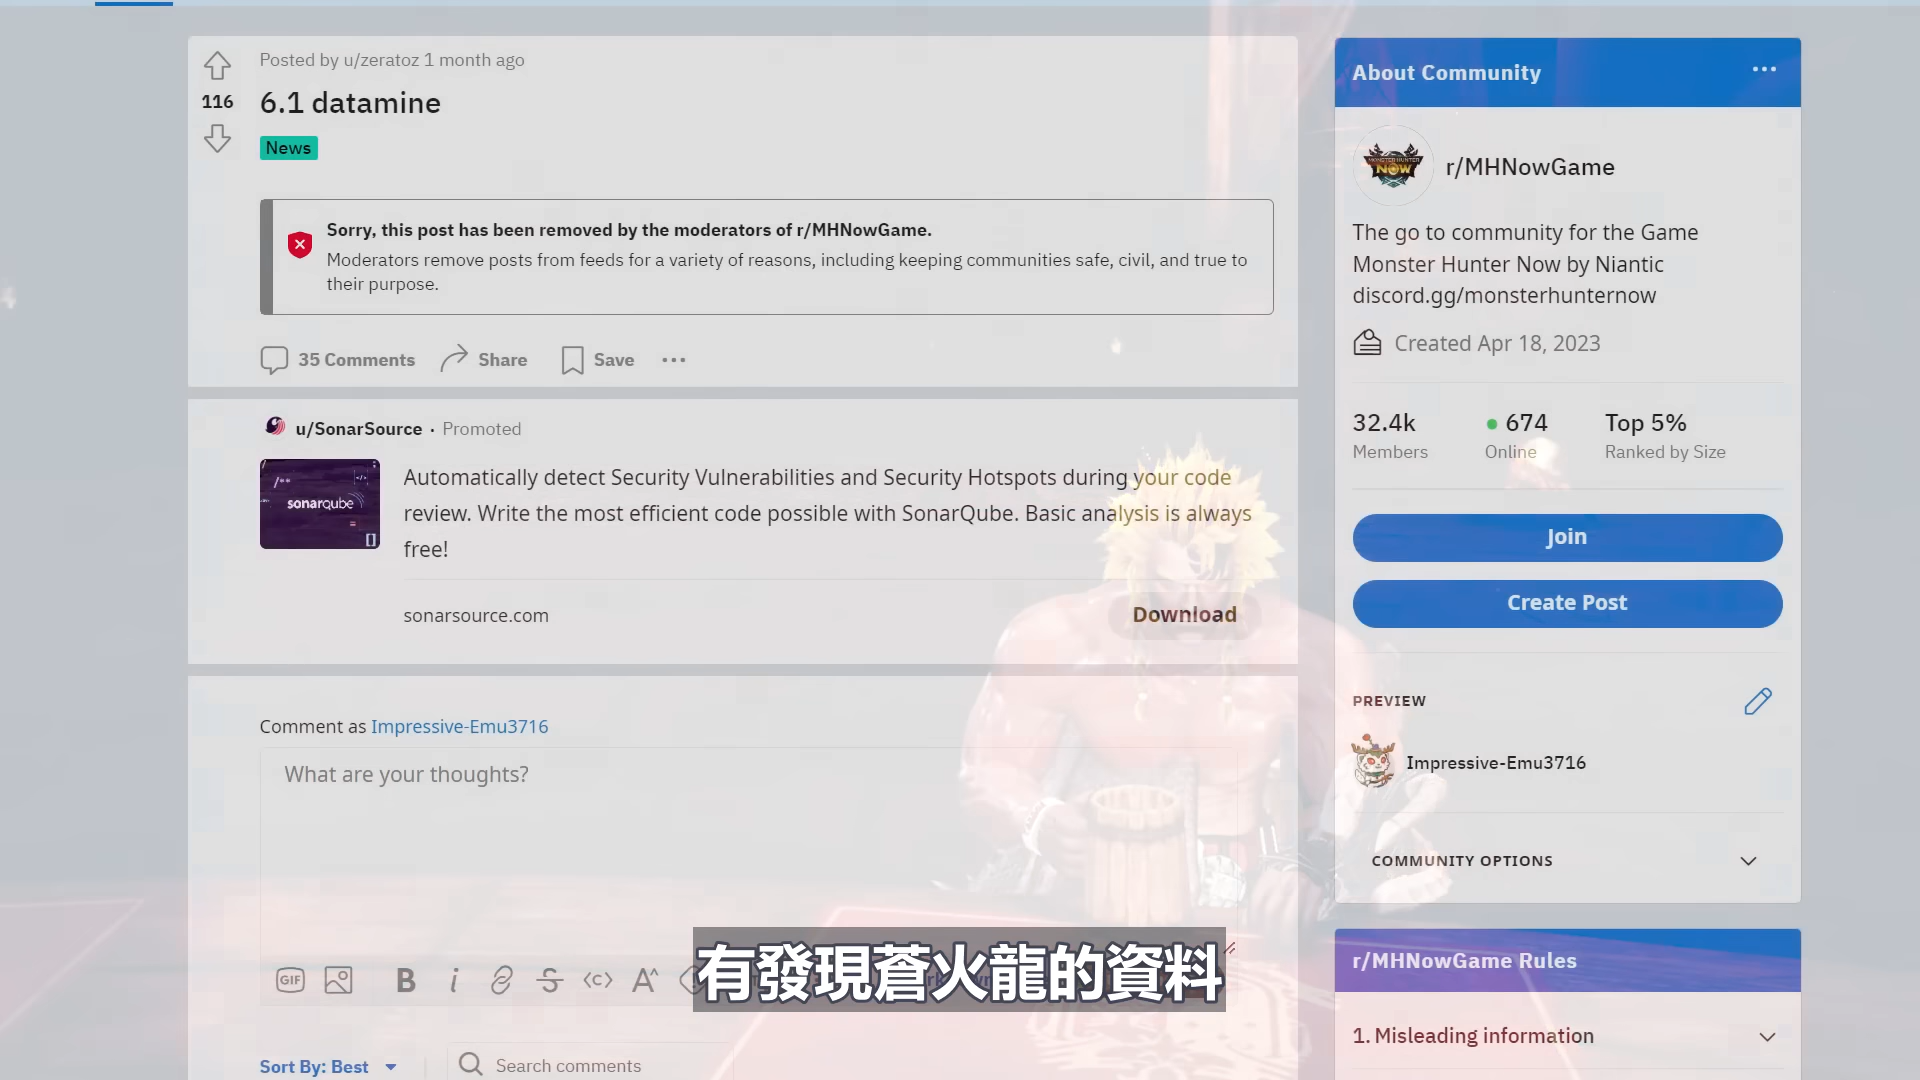 Posted by u/zeratoz 1 month ago
116
6.1 datamine
News
Sorry, this post has been removed by the moderators of r/MHNowGame.
Moderators remove posts from feeds for a variety of reasons, including keeping communities safe, civil, and true to
their purpose.
35 Comments
Share
Save
u/SonarSource · Promoted
sonarqube
Automatically detect Security Vulnerabilities and Security Hotspots during your code
review. Write the most efficient code possible with SonarQube. Basic analysis is always
free!
sonarsource.com
Download
Comment as Impressive-Emu3716
What are your thoughts?
GIF
B
i
有發現蒼火龍的資料
Sort By: Best
Search comments
About Community
MONSTER HUNTER
NOW
r/MHNowGame
The go to community for the Game
Monster Hunter Now by Niantic
discord.gg/monsterhunternow
Created Apr 18, 2023
32.4k
Members
674
Online
Top 5%
Ranked by Size
Join
Create Post
PREVIEW
Impressive-Emu3716
COMMUNITY OPTIONS
r/MHNowGame Rules
1. Misleading information